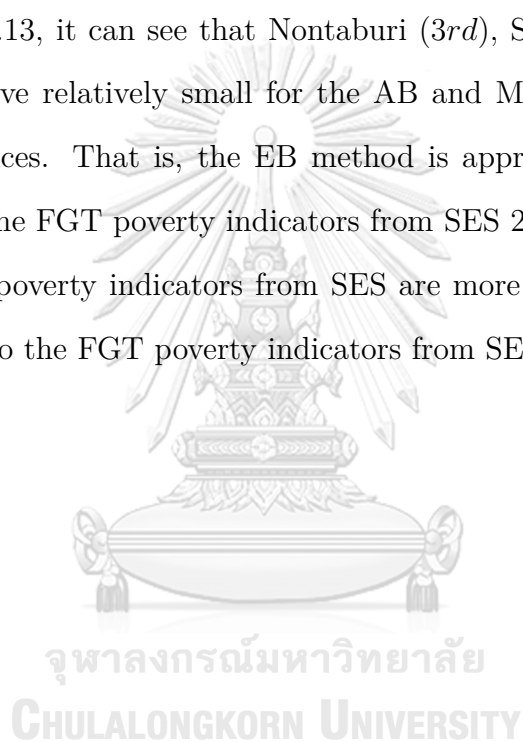 .13, it can see that Nontaburi (3rd), S
ve relatively small for the AB and M
ces. That is, the EB method is appr
he FGT poverty indicators from SES 2
poverty indicators from SES are more
o the FGT poverty indicators from SE
จุฬาลงกรณ์มหาวิทยาลัย
CHULALONGKORN UNIVERSITY